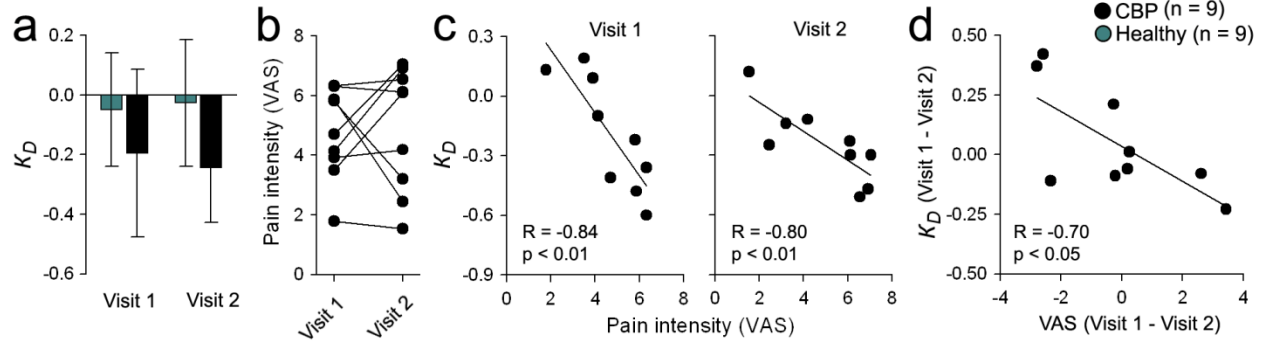 a
0.2
0.0
-0.2
-0.4
-0.6
K_D
Visit 1
Visit 2
b
8
6
4
2
0
Pain intensity (VAS)
Visit 1
Visit 2
c
Visit 1
Visit 2
0.3
0.0
-0.3
-0.6
-0.9
K_D
R = -0.84
p < 0.01
R = -0.80
p < 0.01
0 2 4 6 8
0 2 4 6 8
Pain intensity (VAS)
d
CBP (n = 9)
Healthy (n = 9)
0.50
0.25
0.00
-0.25
-0.50
K_D (Visit 1 - Visit 2)
R = -0.70
p < 0.05
-4 -2 0 2 4
VAS (Visit 1 - Visit 2)